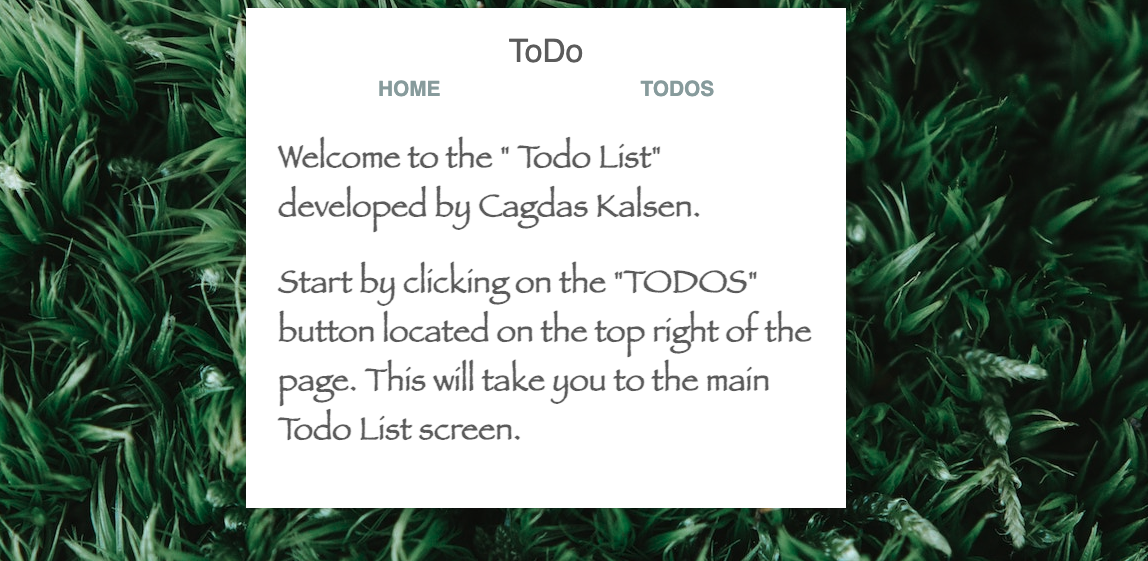 ToDo
HOME TODOS
Welcome to the " Todo List"
developed by Cagdas Kalsen.
Start by clicking on the "TODOS"
button located on the top right of the
page. This will take you to the main
Todo List screen.